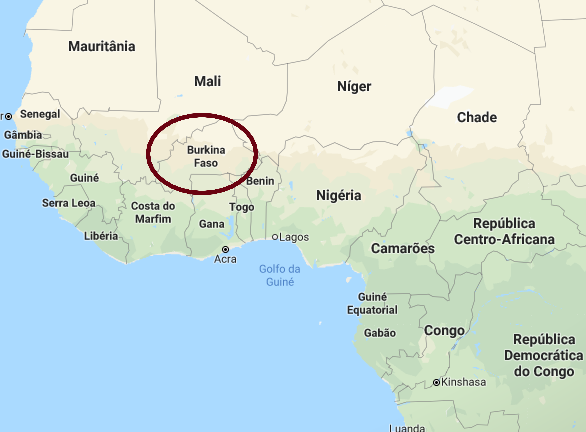 Mauritânia
Mali
Níger
Chade
Senegal
Gâmbia
Guiné-Bissau
Burkina
Faso
Guiné
Benin
Nigéria
Serra Leoa
Costa do
Marfim
Togo
Gana
Libéria
República
Centro-Africana
Lagos
Acra
Camarões
Golfo da
Guiné
Guiné
Equatorial
Gabão
Congo
República
Democrática
do Congo
Kinshasa
Luanda